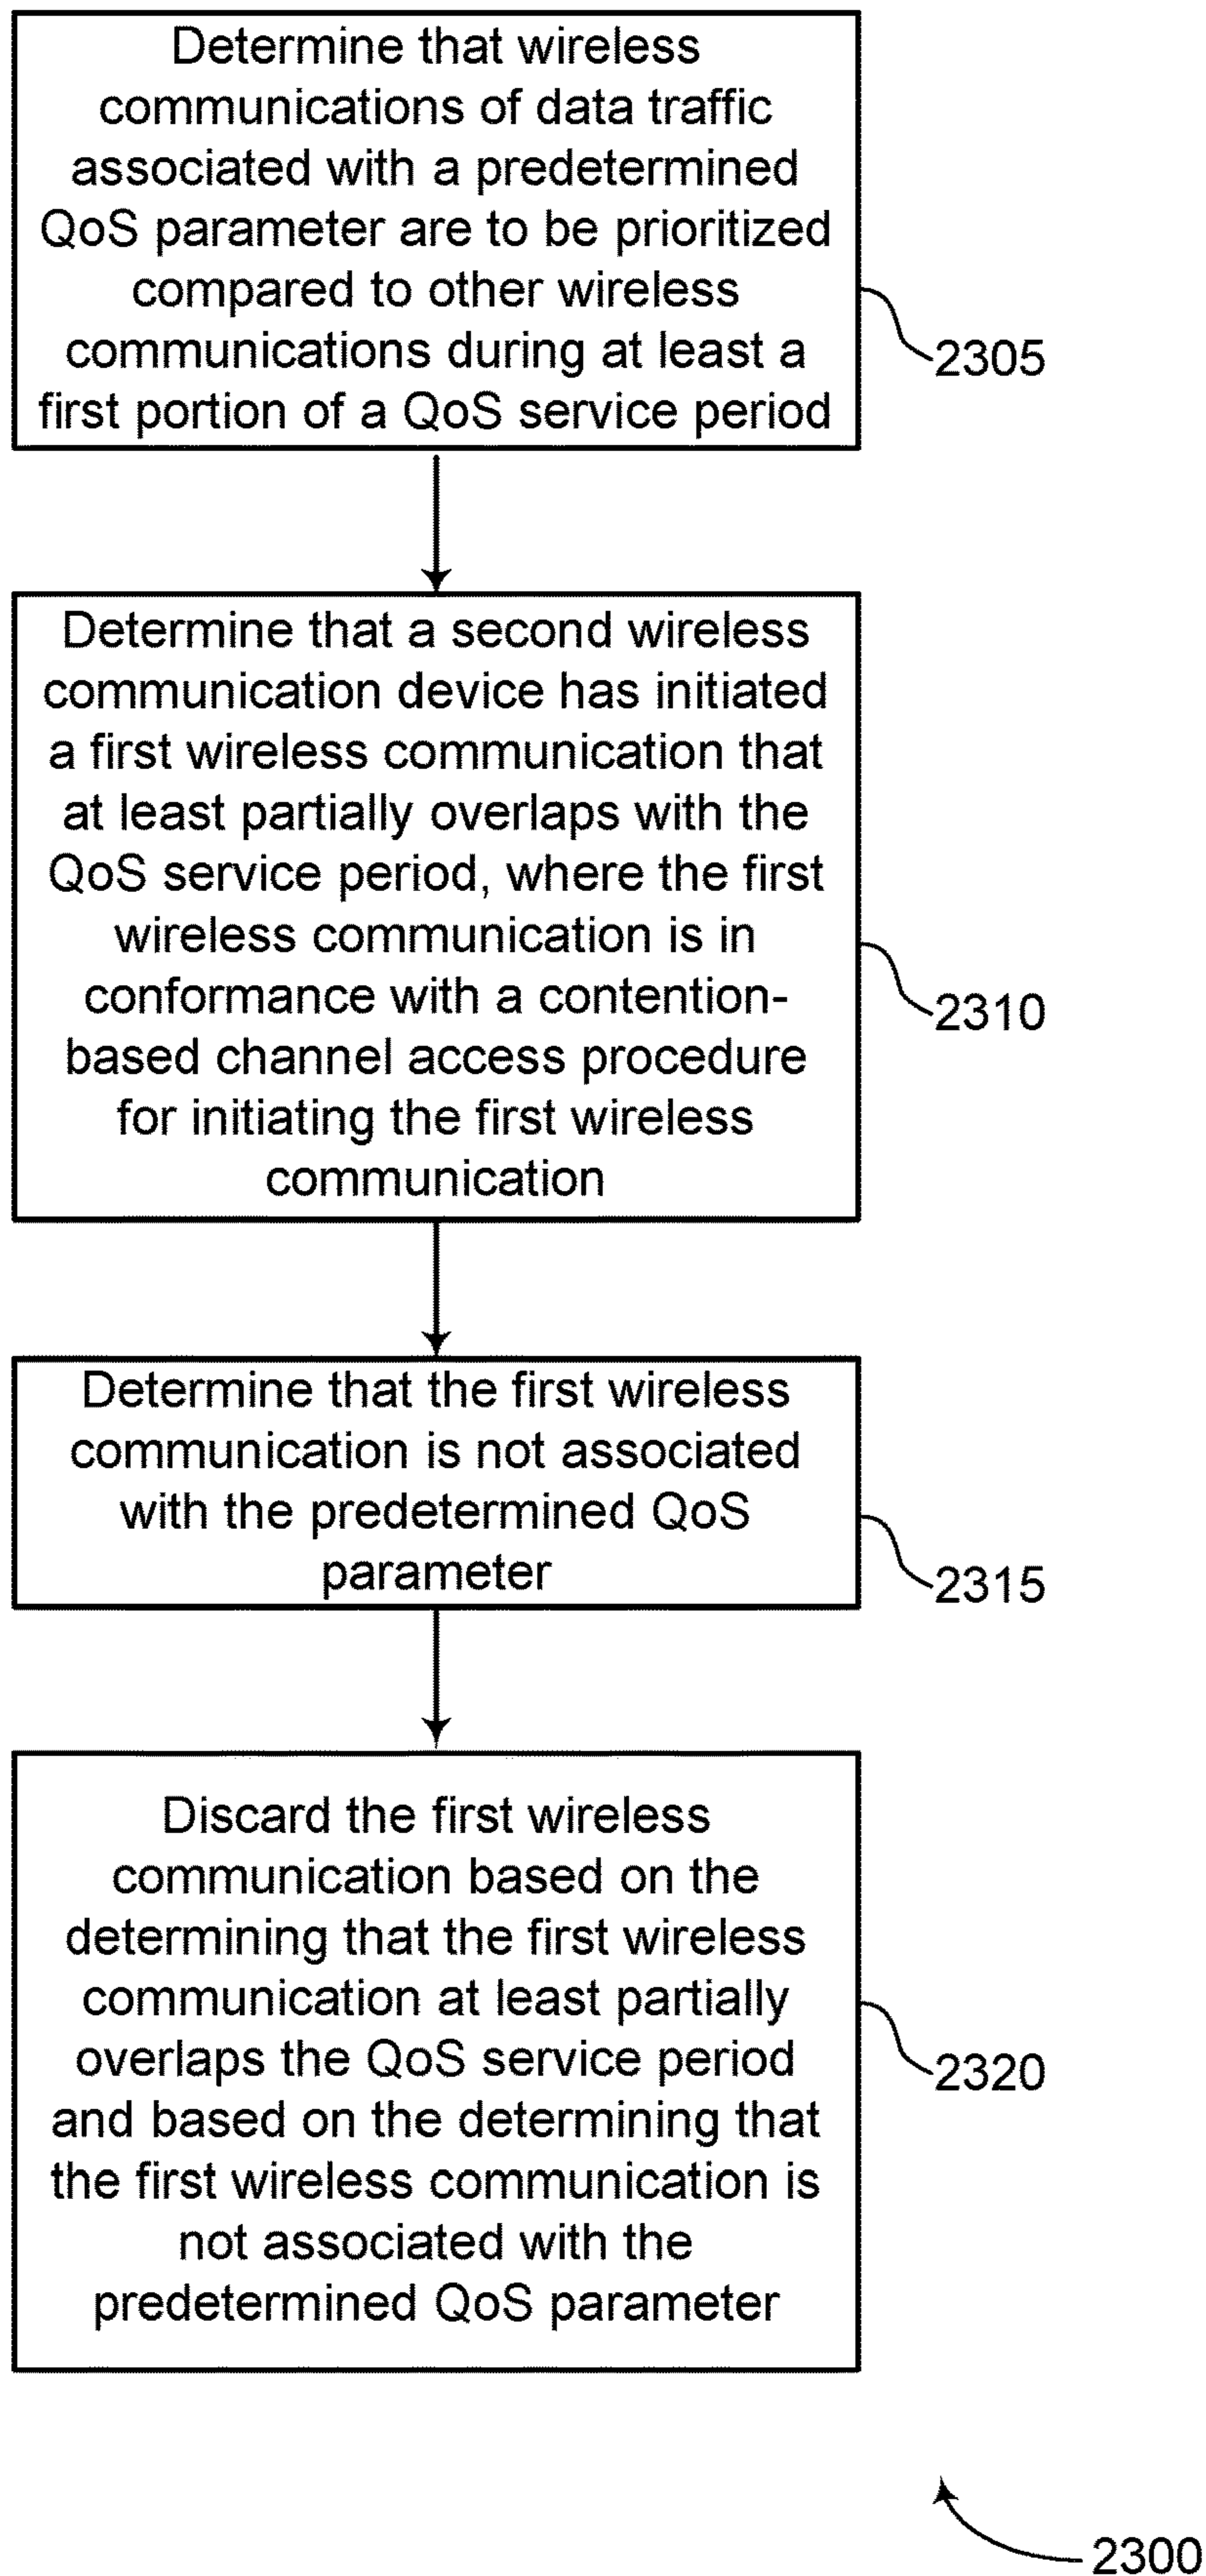 Determine that wireless
communications of data traffic
associated with a predetermined
QoS parameter are to be prioritized
compared to other wireless
communications during at least a
first portion of a QoS service period
2305
Determine that a second wireless
communication device has initiated
a first wireless communication that
at least partially overlaps with the
QoS service period, where the first
wireless communication is in
conformance with a contention-
based channel access procedure
for initiating the first wireless
communication
2310
Determine that the first wireless
communication is not associated
with the predetermined QoS
parameter
2315
Discard the first wireless
communication based on the
determining that the first wireless
communication at least partially
overlaps the QoS service period
and based on the determining that
the first wireless communication is
not associated with the
predetermined QoS parameter
2320
2300